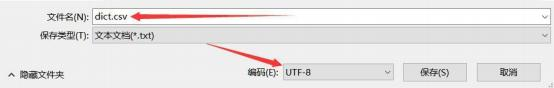 文件名(N): dict.csv
保存类型(T): 文本文档(*.txt)
隐藏文件夹 编码(E): UTF-8 保存(S) 取消